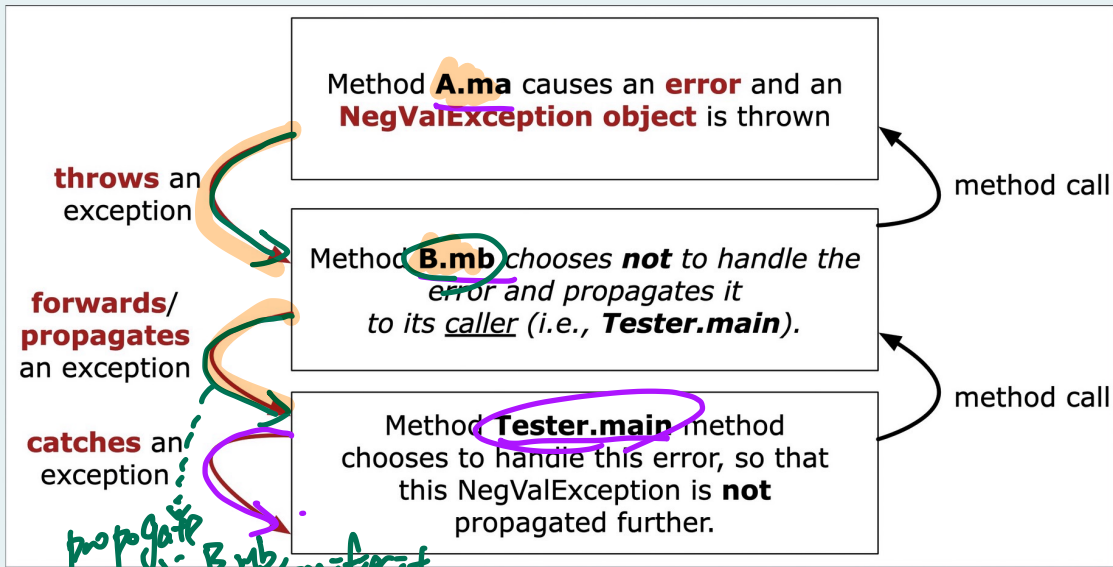 Method A.ma causes an error and an
NegValException object is thrown
throws an
exception
method call
Method B.mb chooses not to handle the
error and propagates it
to its caller (i.e., Tester.main).
forwards/
propagates
an exception
method call
Method Tester.main method
chooses to handle this error, so that
this NegValException is not
propagated further.
catches an
exception
propogate
B.mb